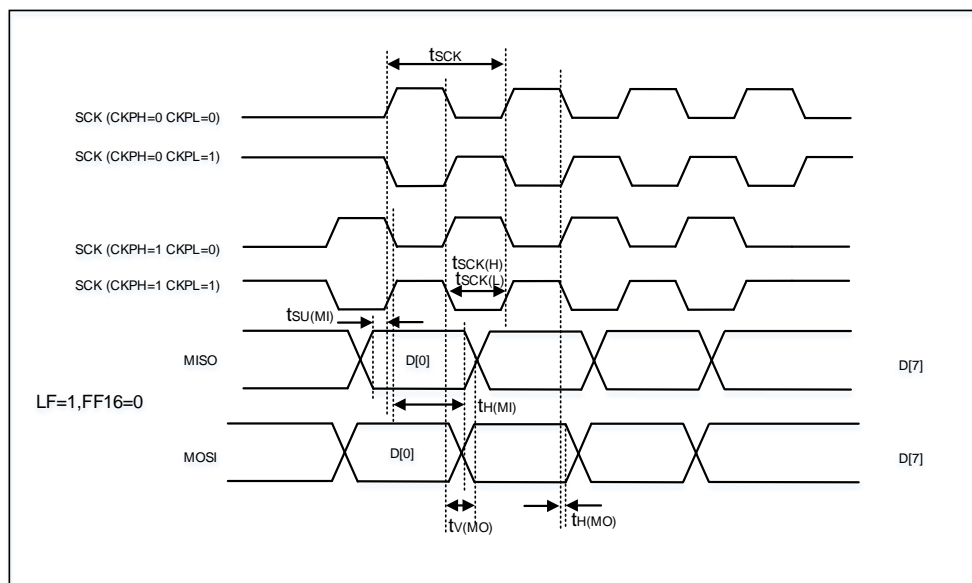 tSCK
SCK (CKPH=0 CKPL=0)
SCK (CKPH=0 CKPL=1)
SCK (CKPH=1 CKPL=0)
tSCK(H)
tSCK(L)
SCK (CKPH=1 CKPL=1)
tSU(MI)
MISO
D[0]
D[7]
LF=1,FF16=0
tH(MI)
MOSI
D[0]
D[7]
tV(MO)
tH(MO)